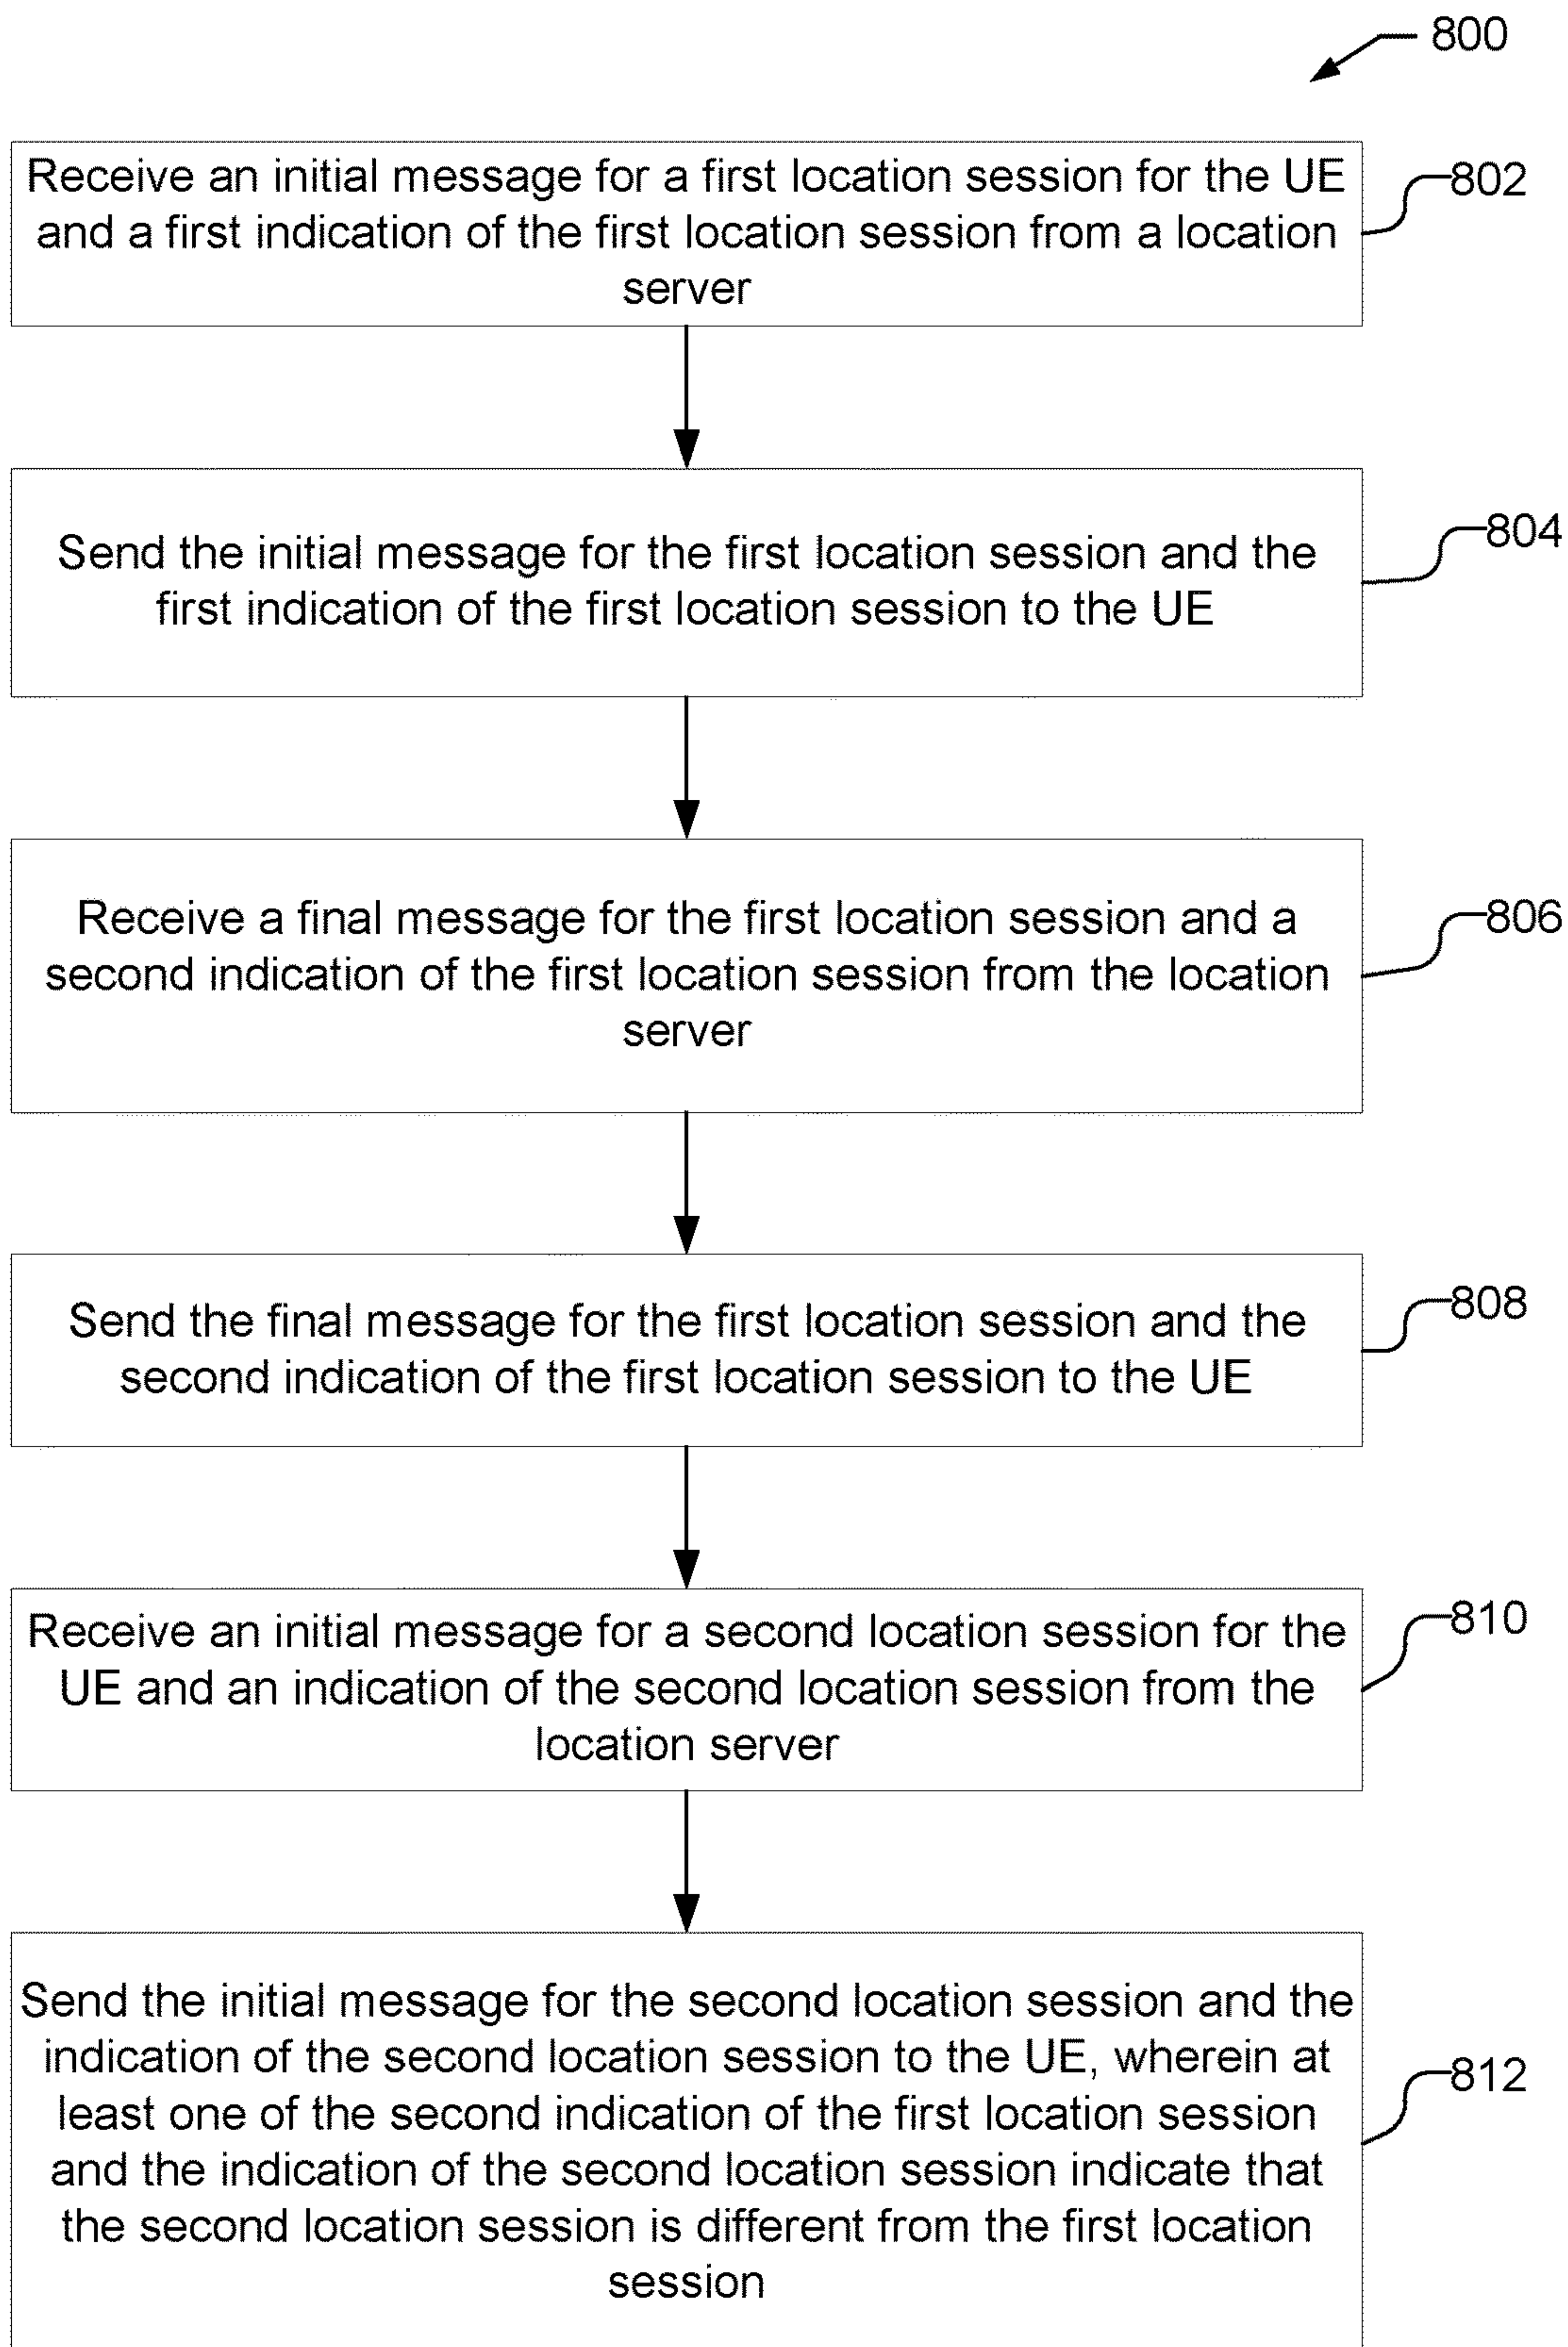 800
Receive an initial message for a first location session for the UE
and a first indication of the first location session from a location
server
802
Send the initial message for the first location session and the
first indication of the first location session to the UE
804
Receive a final message for the first location session and a
second indication of the first location session from the location
server
806
Send the final message for the first location session and the
second indication of the first location session to the UE
808
Receive an initial message for a second location session for the
UE and an indication of the second location session from the
location server
810
Send the initial message for the second location session and the
indication of the second location session to the UE, wherein at
least one of the second indication of the first location session
and the indication of the second location session indicate that
the second location session is different from the first location
session
812